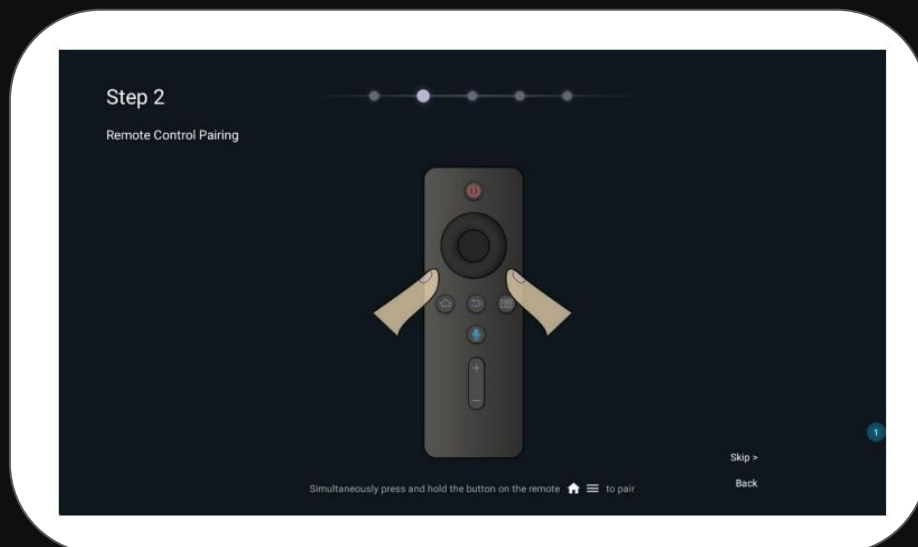 Step 2
Remote Control Pairing
+
−
1
Skip >
Simultaneously press and hold the button on the remote to pair
Back